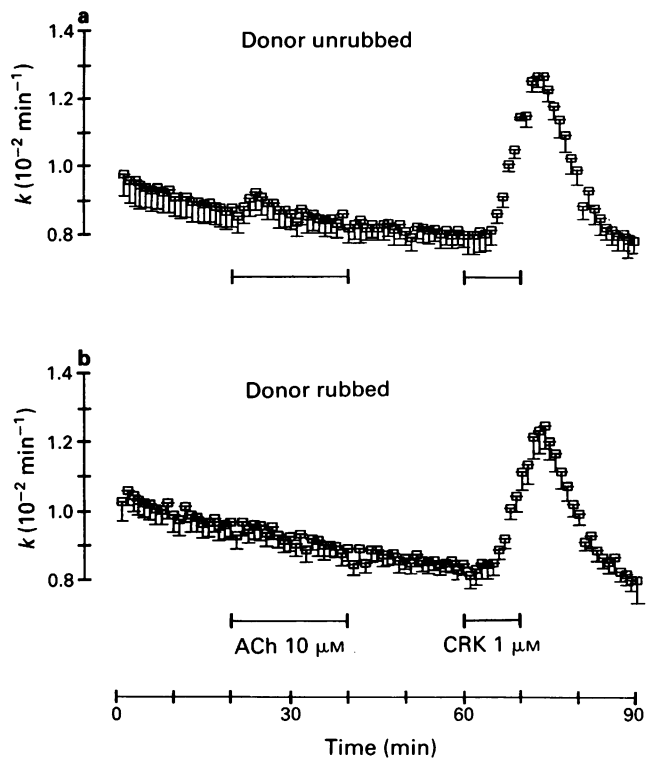 a
Donor unrubbed
1.4
1.2
1.0
0.8
k (10⁻² min⁻¹)
b
Donor rubbed
1.4
1.2
1.0
0.8
k (10⁻² min⁻¹)
ACh 10 μM
CRK 1 μM
0 30 60 90
Time (min)